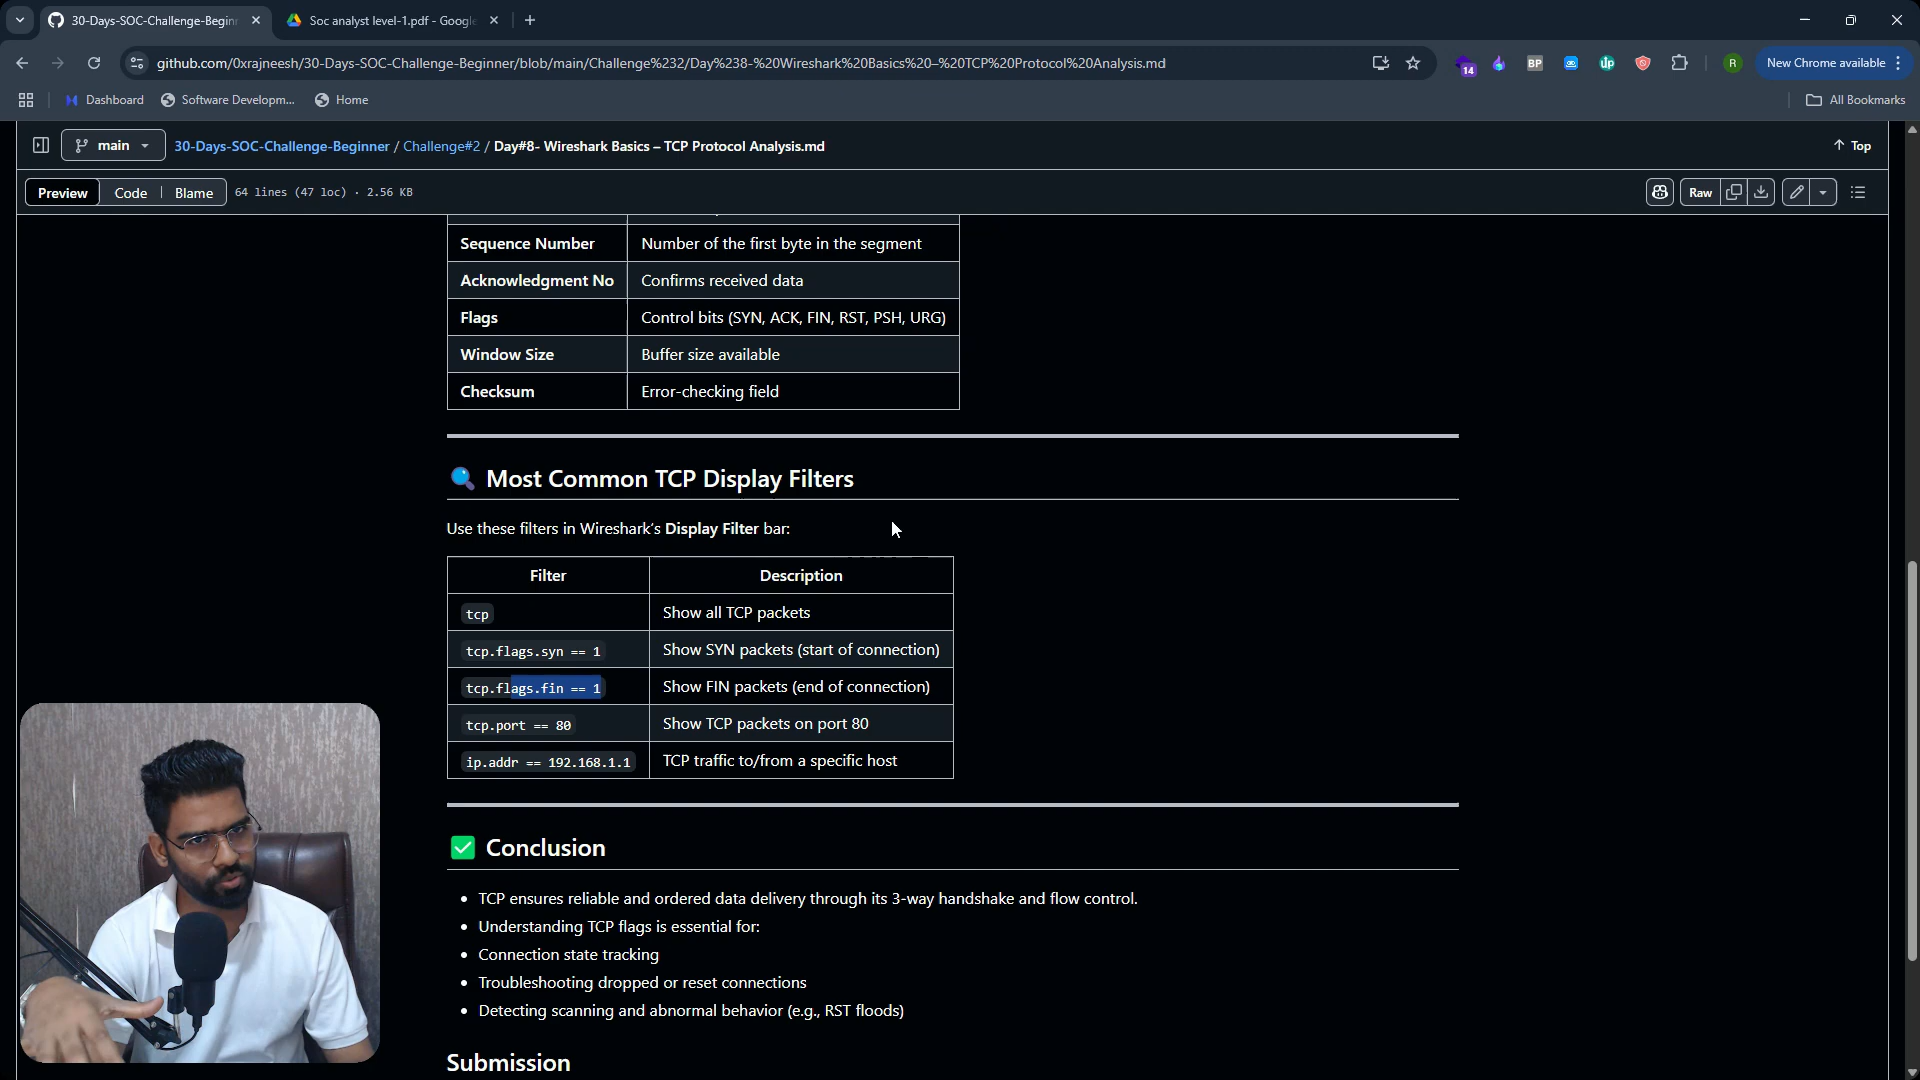 30-Days-SOC-Challenge-Begin
Soc analyst level-1.pdf - Google
github.com/0xrajneesh/30-Days-SOC-Challenge-Beginner/blob/main/Challenge%232/Day%238-%20Wireshark%20Basics%20–%20TCP%20Protocol%20Analysis.md
14
BP
up
R
New Chrome available
Dashboard
Software Developm...
Home
All Bookmarks
main
30-Days-SOC-Challenge-Beginner / Challenge#2 / Day#8- Wireshark Basics – TCP Protocol Analysis.md
Top
Preview
Code
Blame
64 lines (47 loc) · 2.56 KB
Raw
Sequence Number Number of the first byte in the segment
Acknowledgment No Confirms received data
Flags Control bits (SYN, ACK, FIN, RST, PSH, URG)
Window Size Buffer size available
Checksum Error-checking field
Most Common TCP Display Filters
Use these filters in Wireshark's Display Filter bar:
Filter Description
tcp Show all TCP packets
tcp.flags.syn == 1 Show SYN packets (start of connection)
tcp.flags.fin == 1 Show FIN packets (end of connection)
tcp.port == 80 Show TCP packets on port 80
ip.addr == 192.168.1.1 TCP traffic to/from a specific host
Conclusion
TCP ensures reliable and ordered data delivery through its 3-way handshake and flow control.
Understanding TCP flags is essential for:
Connection state tracking
Troubleshooting dropped or reset connections
Detecting scanning and abnormal behavior (e.g., RST floods)
Submission